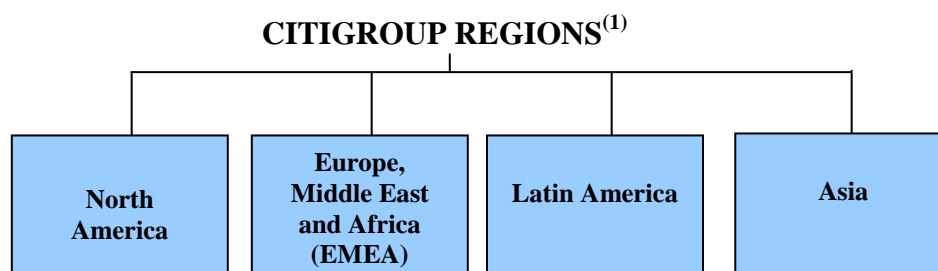 CITIGROUP REGIONS(1)
North
America
Europe,
Middle East
and Africa
(EMEA)
Latin America
Asia